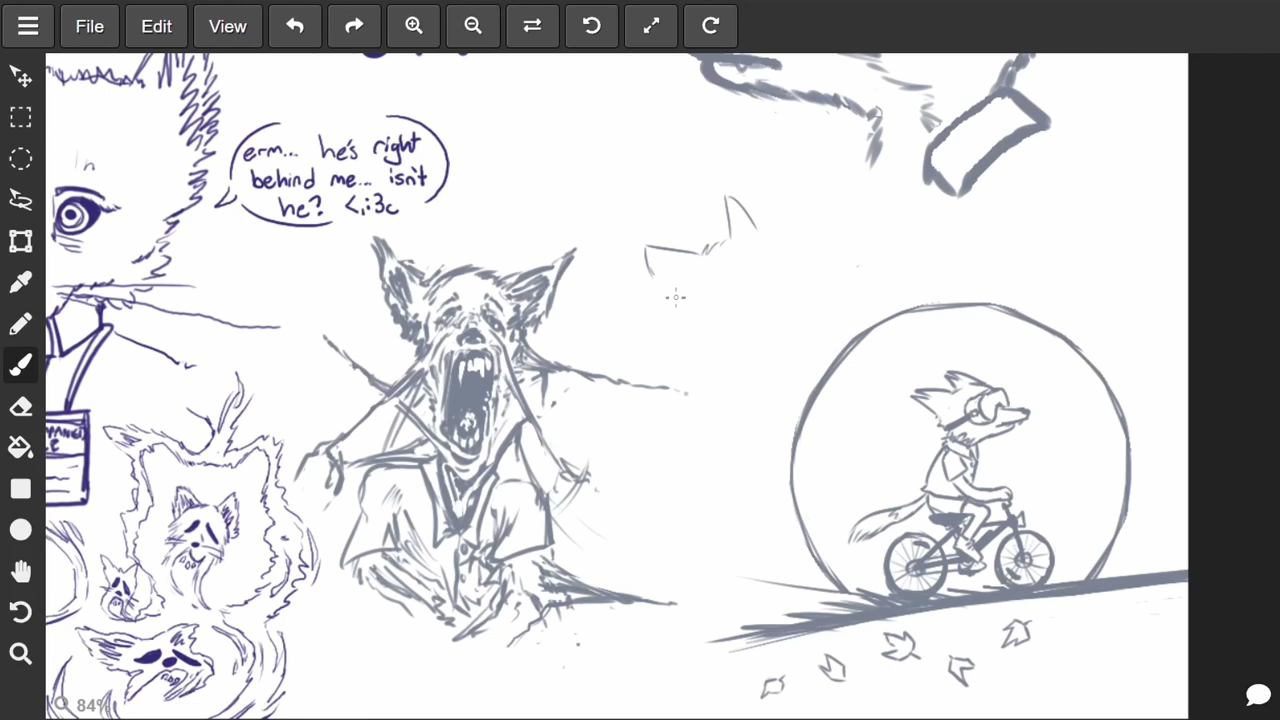 File
Edit
View
erm... he's right
behind me... isn't
he? <,:3c
84%